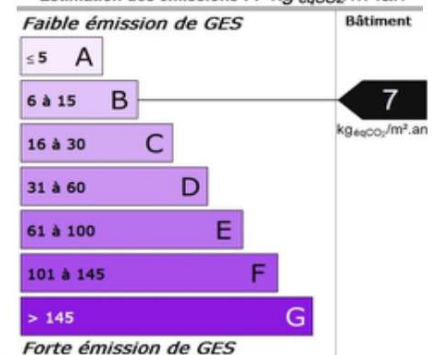 Faible émission de GES
Bâtiment
≤ 5 A
6 à 15 B
7
kgéqCO₂/m².an
16 à 30 C
31 à 60 D
61 à 100 E
101 à 145 F
> 145 G
Forte émission de GES